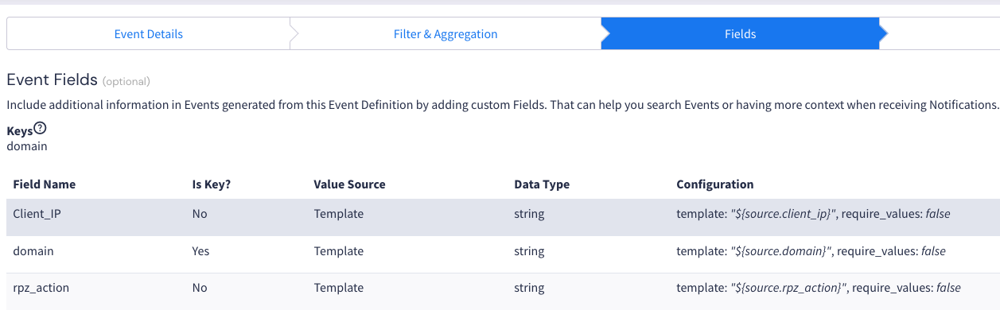 Event Details Filter & Aggregation Fields
Event Fields (optional)
Include additional information in Events generated from this Event Definition by adding custom Fields. That can help you search Events or having more context when receiving Notifications.
Keys?
domain
Field Name Is Key? Value Source Data Type Configuration
Client_IP No Template string template: "${source.client_ip}", require_values: false
domain Yes Template string template: "${source.domain}", require_values: false
rpz_action No Template string template: "${source.rpz_action}", require_values: false